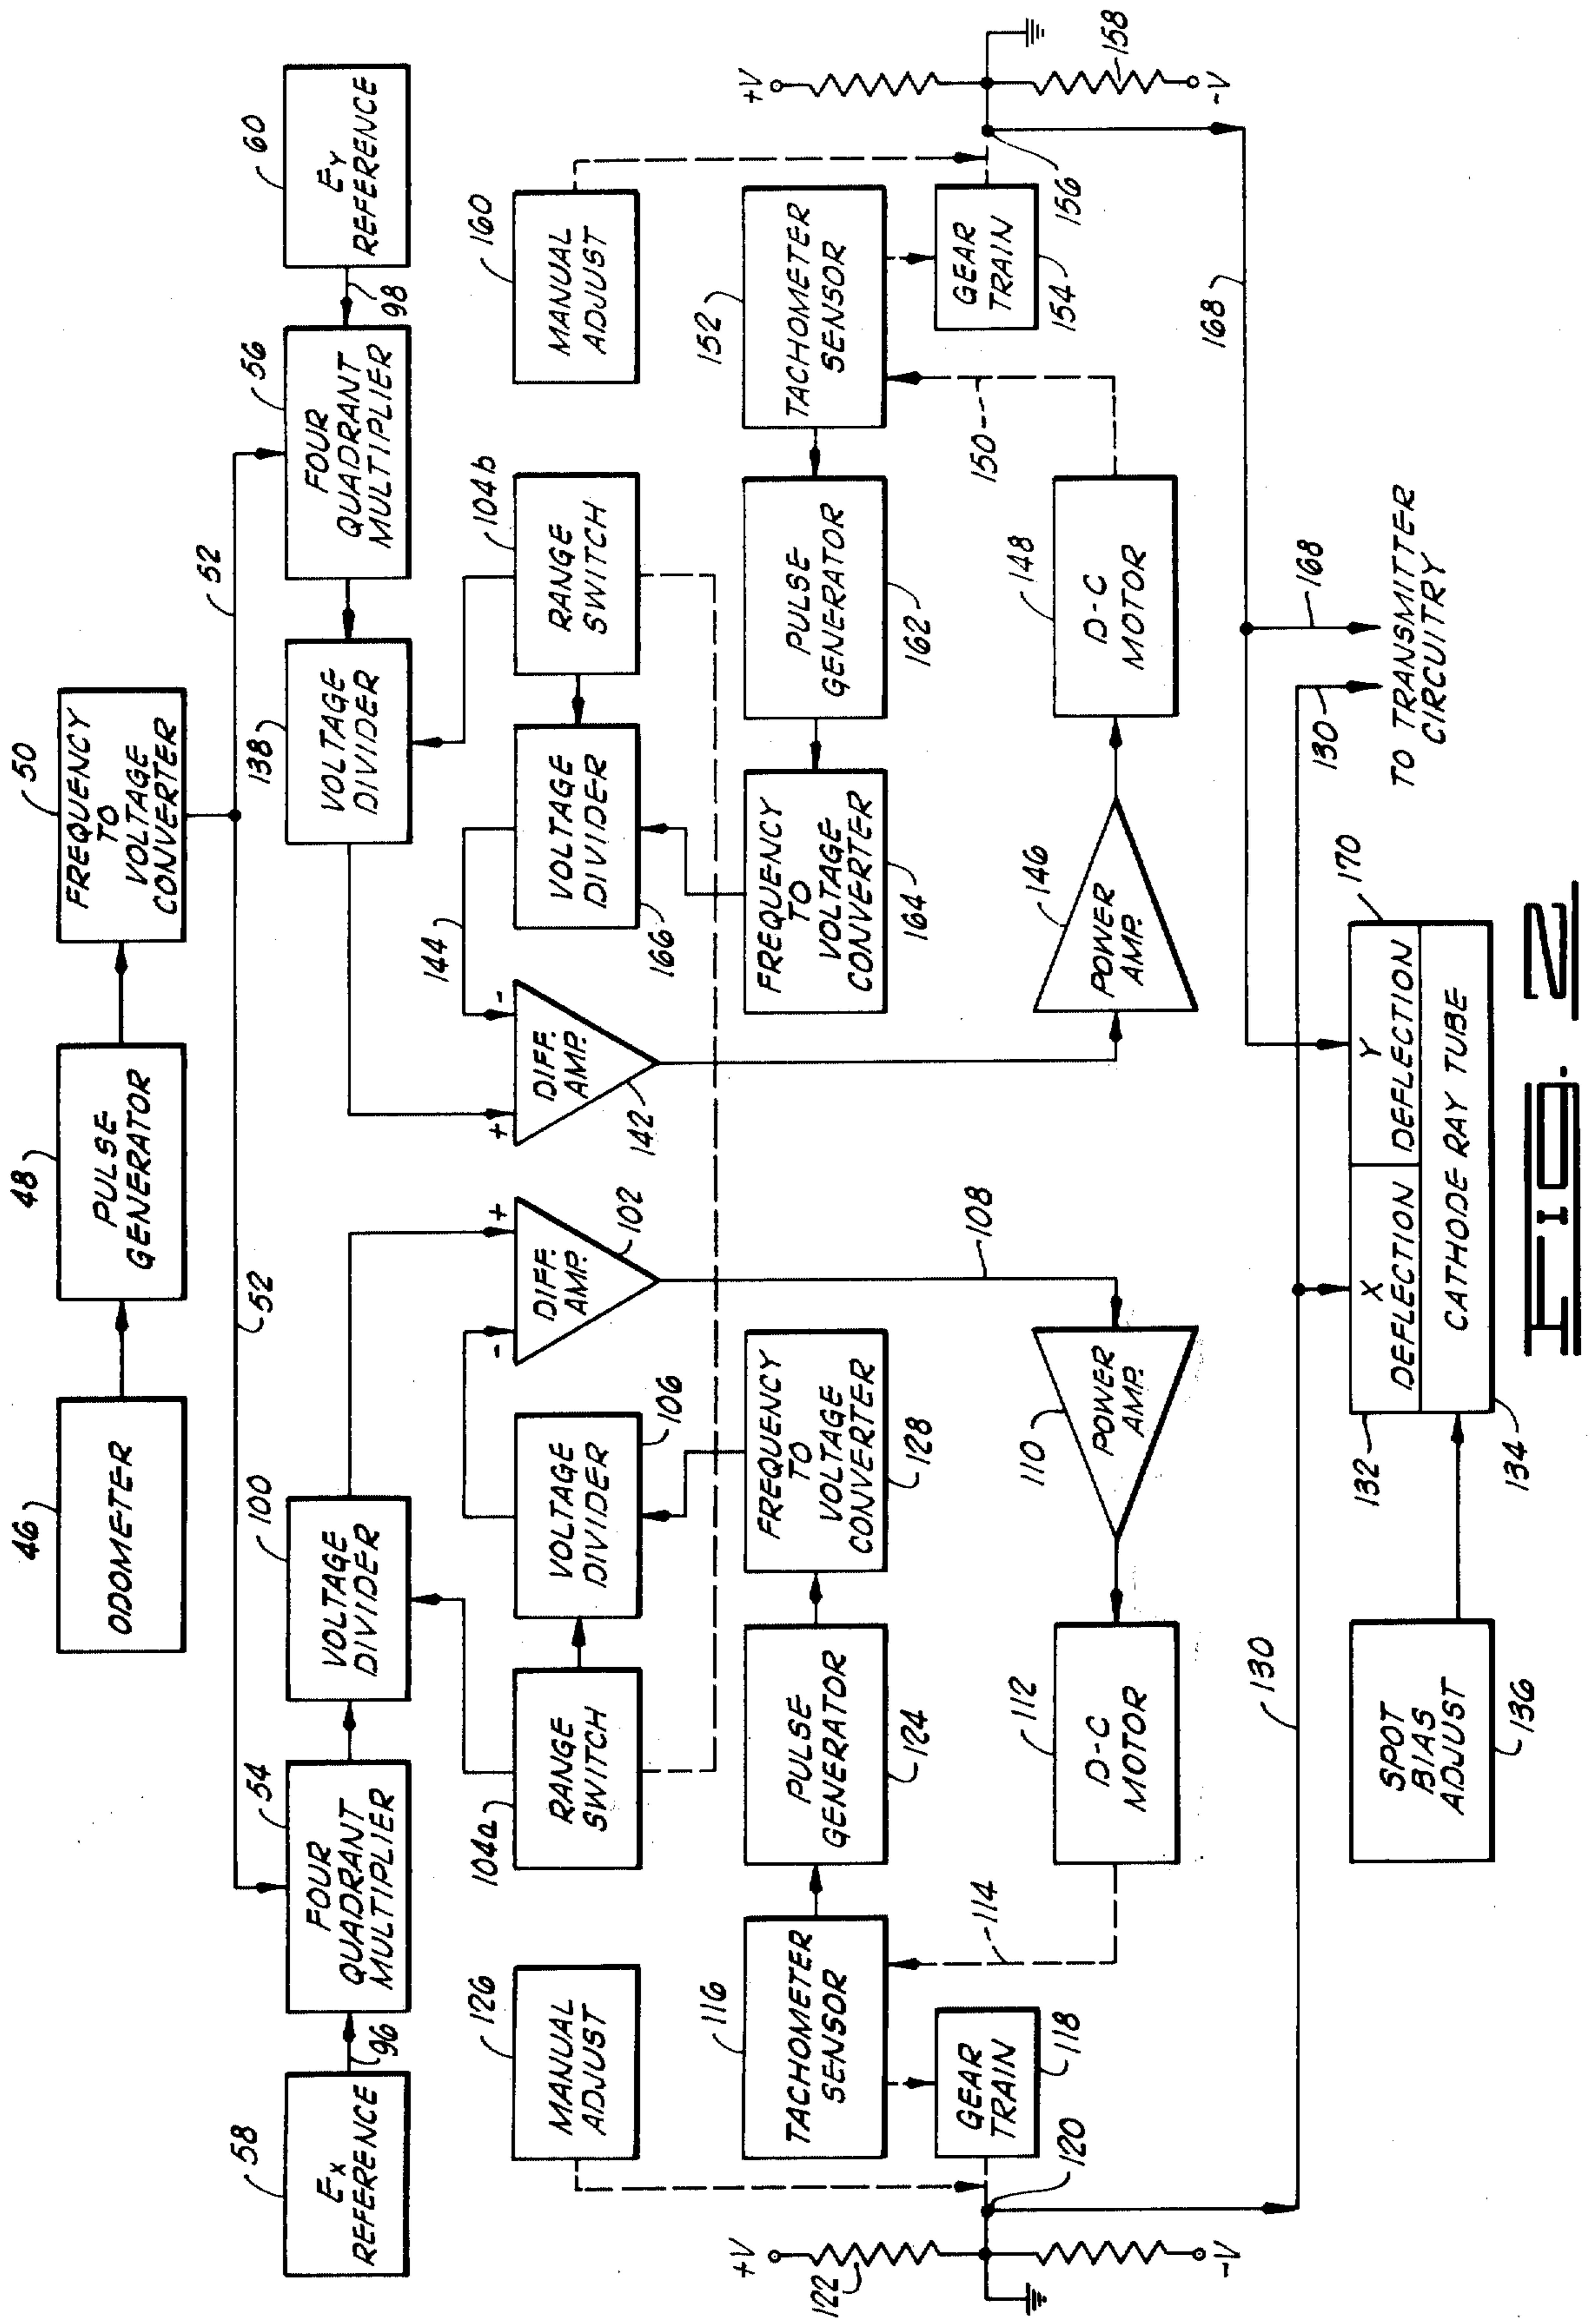 46
ODOMETER
48
PULSE
GENERATOR
50
FREQUENCY
TO
VOLTAGE
CONVERTER
52
52
58
EX
REFERENCE
96
54
FOUR
QUADRANT
MULTIPLIER
100
VOLTAGE
DIVIDER
138
VOLTAGE
DIVIDER
56
FOUR
QUADRANT
MULTIPLIER
98
60
EY
REFERENCE
126
MANUAL
ADJUST
104a
RANGE
SWITCH
VOLTAGE
DIVIDER
106
-
+
DIFF.
AMP.
102
+
-
DIFF.
AMP.
142
144
VOLTAGE
DIVIDER
166
104b
RANGE
SWITCH
160
MANUAL
ADJUST
+V
122
-V
116
TACHOMETER
SENSOR
PULSE
GENERATOR
124
FREQUENCY
TO
VOLTAGE
CONVERTER
128
108
FREQUENCY
TO
VOLTAGE
CONVERTER
164
PULSE
GENERATOR
162
152
TACHOMETER
SENSOR
+V
158
-V
120
GEAR
TRAIN
118
114
112
D-C
MOTOR
110
POWER
AMP.
146
POWER
AMP.
148
D-C
MOTOR
150
GEAR
TRAIN
154
156
168
130
130
168
TO TRANSMITTER
CIRCUITRY
SPOT
BIAS
ADJUST
136
132
X
DEFLECTION
Y
DEFLECTION
170
CATHODE RAY TUBE
134
FIG. 2